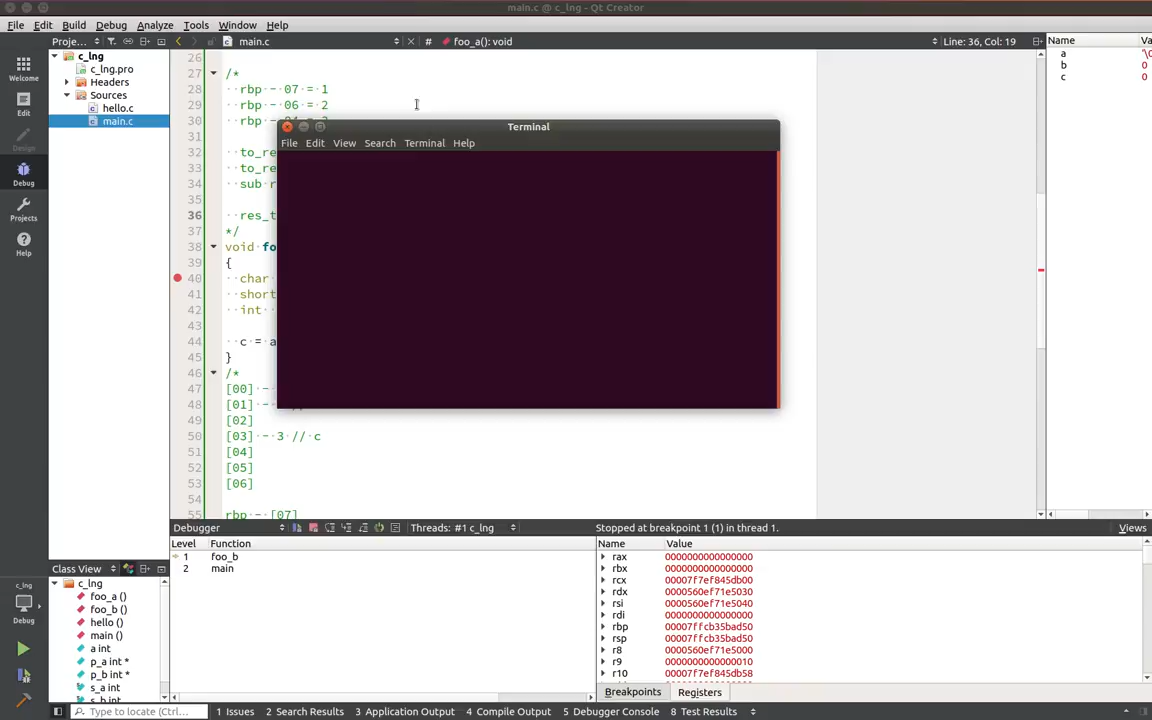 main.c @ c_lng - Qt Creator
File Edit Build Debug Analyze Tools Window Help
Proje... main.c # foo_a(): void Line: 36, Col: 19
Name Va
a '\0
b 0
c 0
Welcome
Edit
Design
Debug
Projects
Help
c_lng
c_lng.pro
Headers
Sources
hello.c
main.c
26
27 /*
28 rbp - 07 = 1
29 rbp - 06 = 2
30 rbp
31
32 to_re
33 to_re
34 sub r
35
36 res_t
37 */
38 void fo
39 {
40 char
41 short
42 int
43
44 c = a
45 }
46 /*
47 [00] -
48 [01] -
49 [02]
50 [03] - 3 // c
51 [04]
52 [05]
53 [06]
54
55 rbp - [07]
Terminal
File Edit View Search Terminal Help
Debugger Threads: #1 c_lng Stopped at breakpoint 1 (1) in thread 1. Views
Level Function
1 foo_b
2 main
Name Value
rax 0000000000000000
rbx 0000000000000000
rcx 00007f7ef845db00
rdx 0000560ef71e5030
rsi 0000560ef71e5040
rdi 0000000000000000
rbp 00007ffcb35bad50
rsp 00007ffcb35bad50
r8 0000560ef71e5000
r9 0000000000000010
r10 00007f7ef845db58
Breakpoints Registers
Class View
c_lng
foo_a ()
foo_b ()
hello ()
main ()
a int
p_a int *
p_b int *
s_a int
s_b int
c_lng
Debug
Type to locate (Ctrl... 1 Issues 2 Search Results 3 Application Output 4 Compile Output 5 Debugger Console 8 Test Results